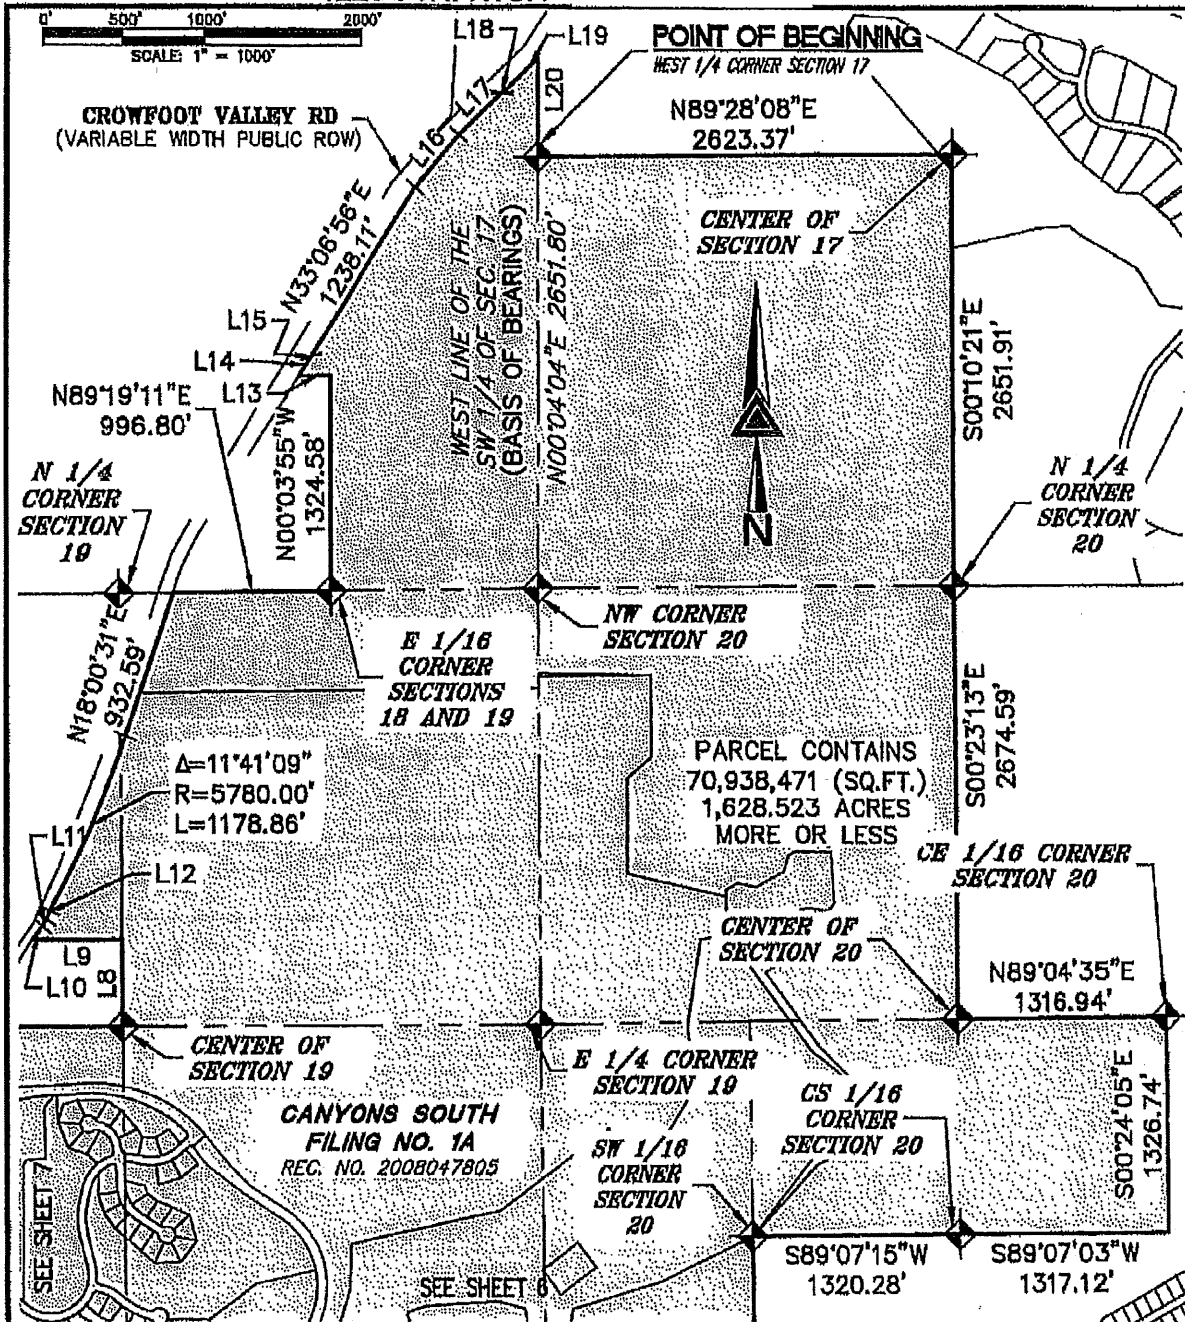 0' 500' 1000' 2000'
SCALE: 1" = 1000'
L18
L19
POINT OF BEGINNING
WEST 1/4 CORNER SECTION 17
CROWFOOT VALLEY RD
(VARIABLE WIDTH PUBLIC ROW)
L17
L20
L16
N89°28'08"E
2623.37'
CENTER OF
SECTION 17
N33°06'56"E
1238.11'
WEST LINE OF THE
SW 1/4 OF SEC. 17
(BASIS OF BEARINGS)
N00°04'04"E 2651.80'
S00°10'21"E
2651.91'
L15
L14
L13
N89°19'11"E
996.80'
N00°03'55"W
1324.58'
N
N 1/4
CORNER
SECTION
19
N 1/4
CORNER
SECTION
20
NW CORNER
SECTION 20
E 1/16
CORNER
SECTIONS
18 AND 19
N18°00'31"E
932.59'
Δ=11°41'09"
R=5780.00'
L=1178.86'
PARCEL CONTAINS
70,938,471 (SQ.FT.)
1,628.523 ACRES
MORE OR LESS
S00°23'13"E
2674.59'
L11
L12
CE 1/16 CORNER
SECTION 20
CENTER OF
SECTION 20
L9
L10
L8
N89°04'35"E
1316.94'
CENTER OF
SECTION 19
E 1/4 CORNER
SECTION 19
S00°24'05"E
1326.74'
CANYONS SOUTH
FILING NO. 1A
REC. NO. 2008047805
CS 1/16
CORNER
SECTION 20
SW 1/16
CORNER
SECTION
20
SEE SHEET 7
SEE SHEET 6
S89°07'15"W
1320.28'
S89°07'03"W
1317.12'